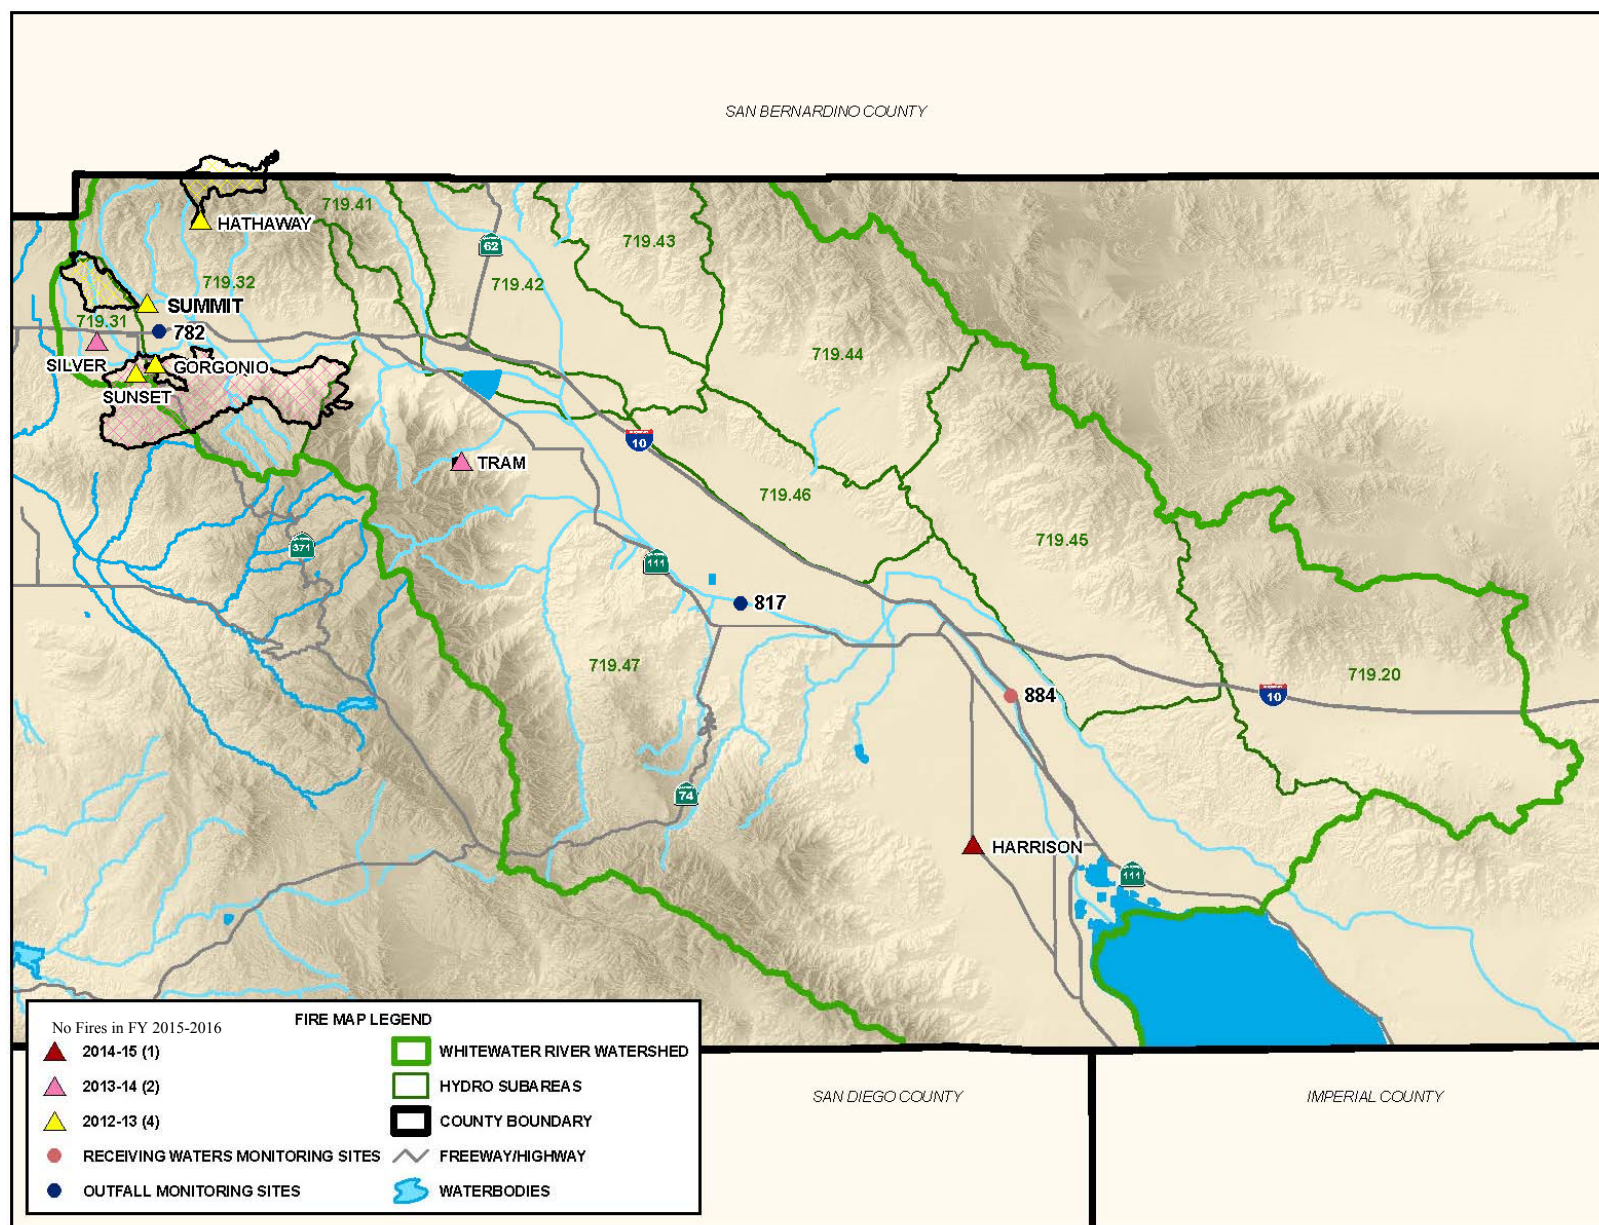 SAN BERNARDINO COUNTY
719.41
HATHAWAY
719.43
62
719.32
719.42
SUMMIT
719.31
782
719.44
SILVER
GORGONIO
SUNSET
10
TRAM
719.46
719.45
371
111
817
719.47
719.20
10
884
74
HARRISON
111
No Fires in FY 2015-2016
FIRE MAP LEGEND
2014-15 (1)
WHITEWATER RIVER WATERSHED
2013-14 (2)
HYDRO SUBAREAS
2012-13 (4)
COUNTY BOUNDARY
RECEIVING WATERS MONITORING SITES
FREEWAY/HIGHWAY
OUTFALL MONITORING SITES
WATERBODIES
SAN DIEGO COUNTY
IMPERIAL COUNTY